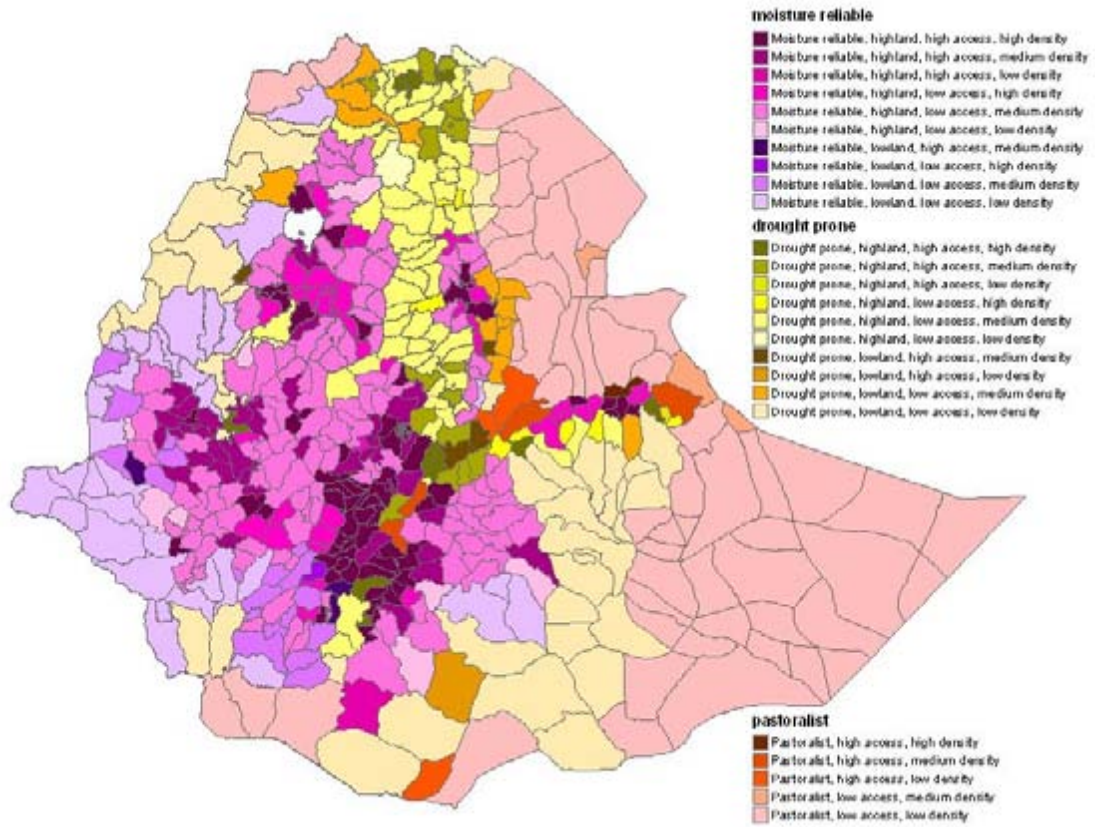 moisture reliable
Moisture reliable, highland, high access, high density
Moisture reliable, highland, high access, medium density
Moisture reliable, highland, high access, low density
Moisture reliable, highland, low access, high density
Moisture reliable, highland, low access, medium density
Moisture reliable, highland, low access, low density
Moisture reliable, lowland, high access, medium density
Moisture reliable, lowland, low access, high density
Moisture reliable, lowland, low access, medium density
Moisture reliable, lowland, low access, low density
drought prone
Drought prone, highland, high access, high density
Drought prone, highland, high access, medium density
Drought prone, highland, high access, low density
Drought prone, highland, low access, high density
Drought prone, highland, low access, medium density
Drought prone, highland, low access, low density
Drought prone, lowland, high access, medium density
Drought prone, lowland, high access, low density
Drought prone, lowland, low access, medium density
Drought prone, lowland, low access, low density
pastoralist
Pastoralist, high access, high density
Pastoralist, high access, medium density
Pastoralist, high access, low density
Pastoralist, low access, medium density
Pastoralist, low access, low density